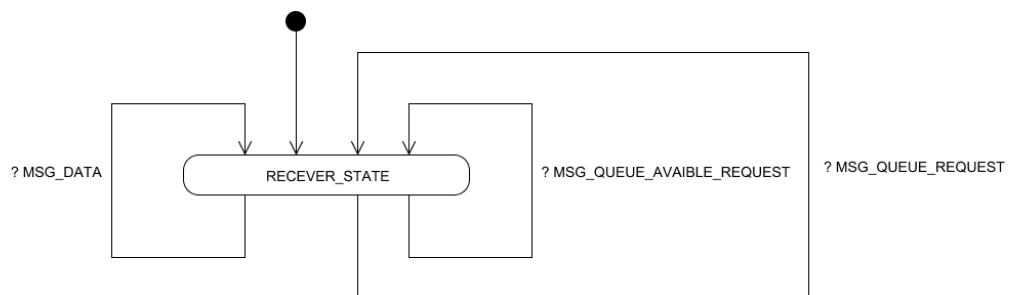 ? MSG_DATA
RECEVER_STATE
? MSG_QUEUE_AVAIBLE_REQUEST
? MSG_QUEUE_REQUEST